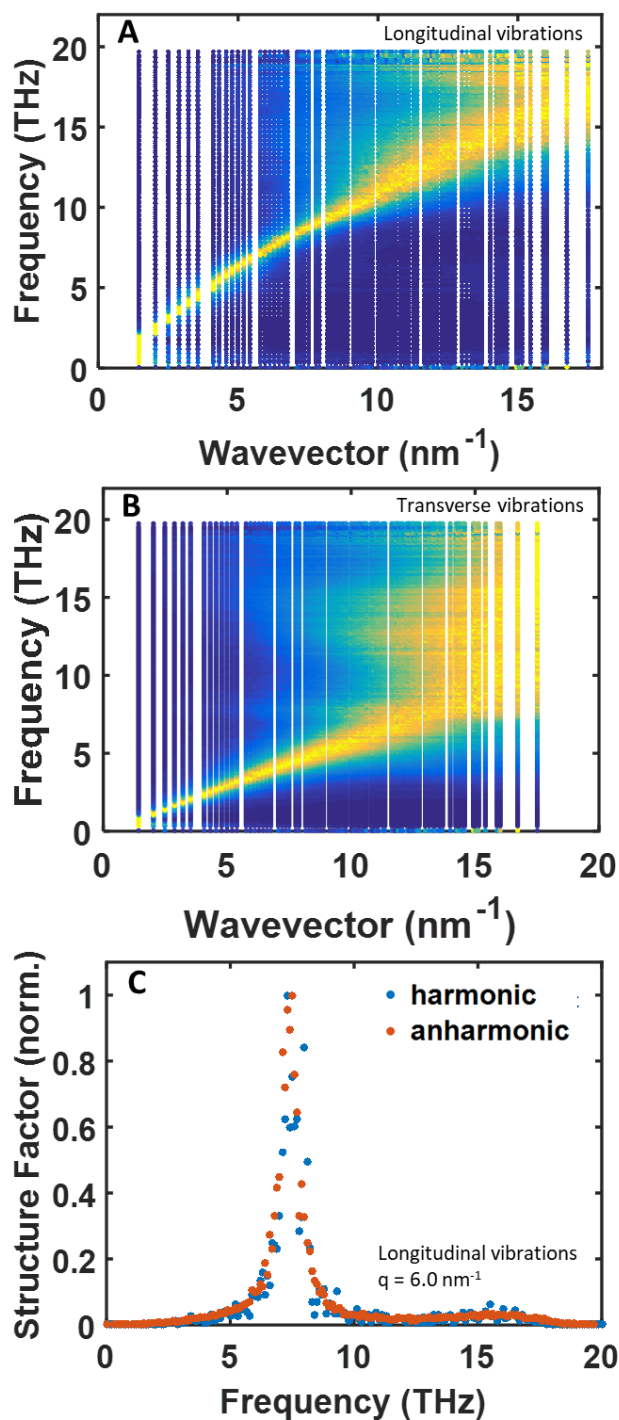 A
Longitudinal vibrations
Frequency (THz)
20
15
10
5
0
0 5 10 15
Wavevector (nm⁻¹)
B
Transverse vibrations
Frequency (THz)
20
15
10
5
0
0 5 10 15 20
Wavevector (nm⁻¹)
C
harmonic
anharmonic
Structure Factor (norm.)
1
0.8
0.6
0.4
0.2
0
Longitudinal vibrations
q = 6.0 nm⁻¹
0 5 10 15 20
Frequency (THz)